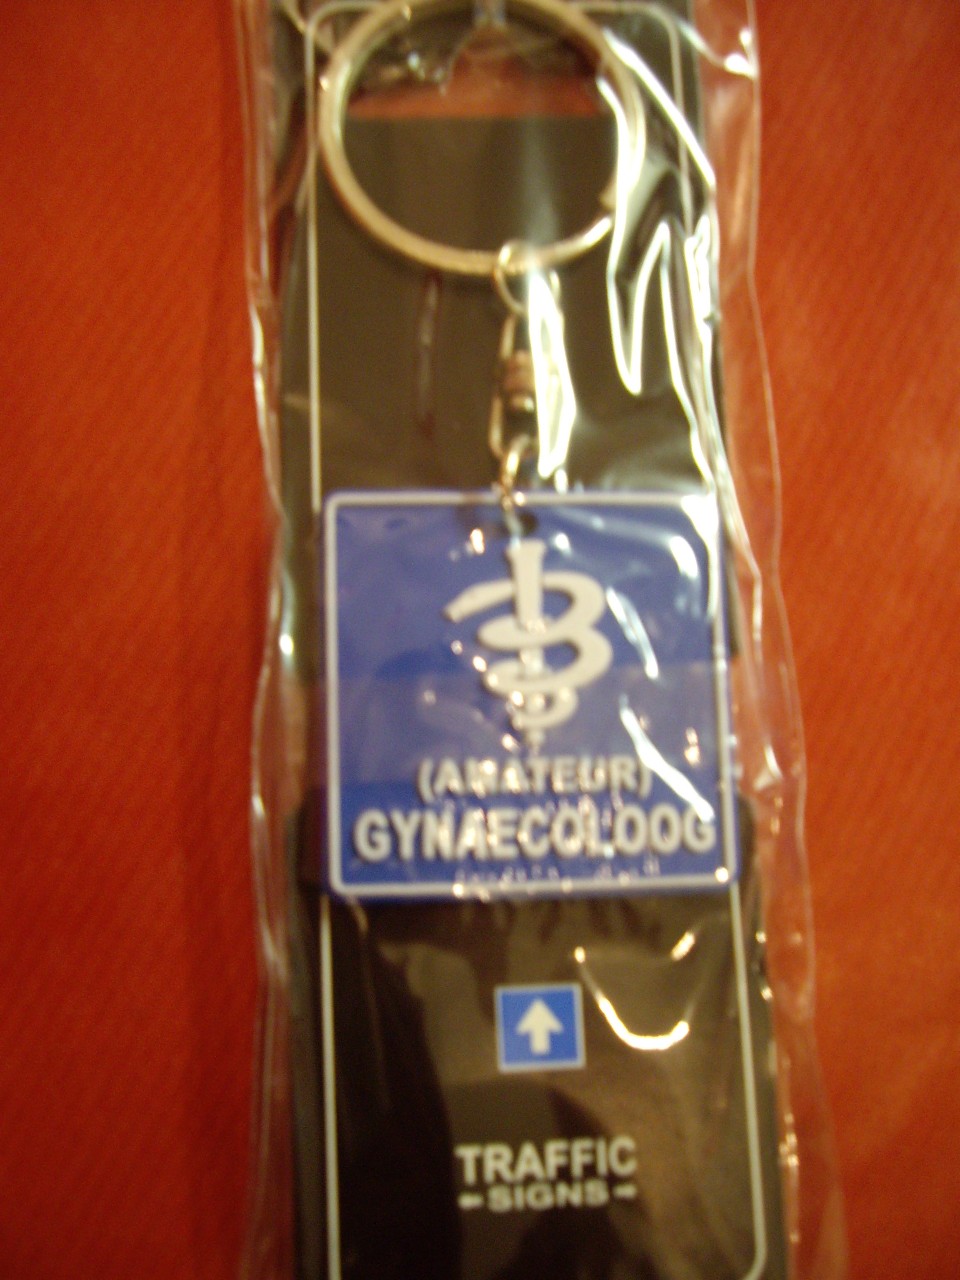 (AMATEUR)
GYNAECOLOOG
TRAFFIC
SIGNS